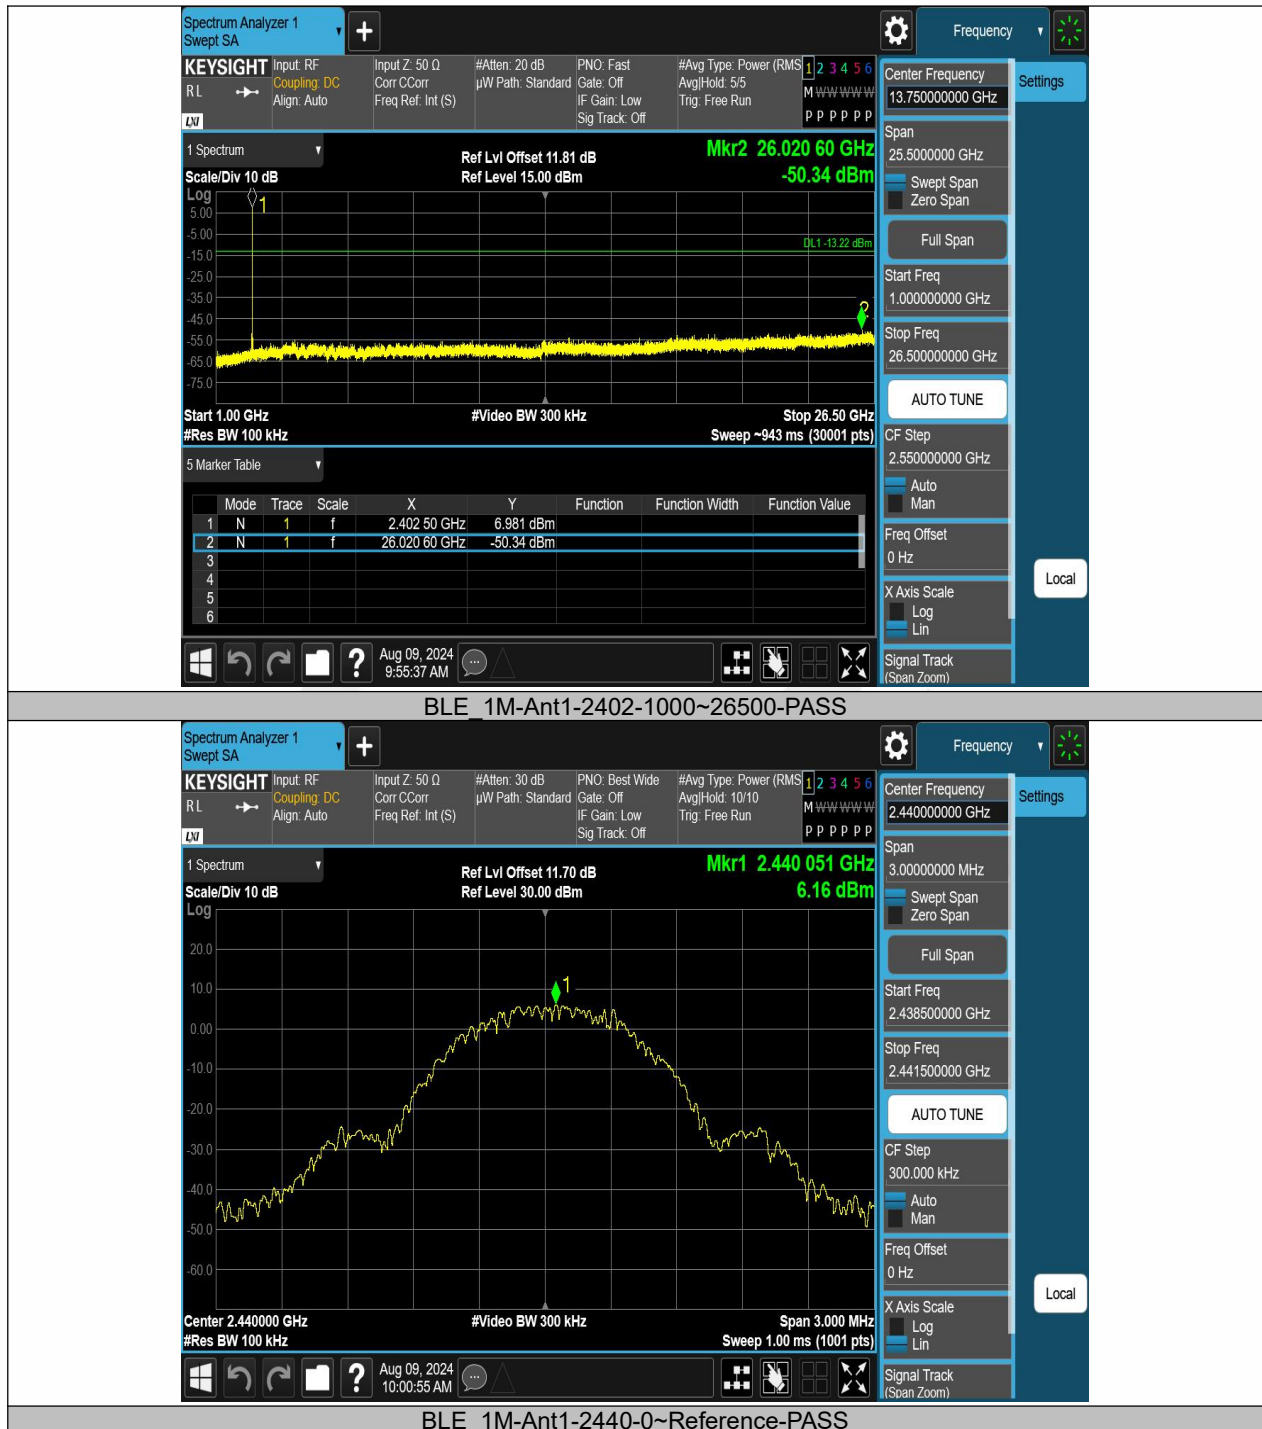 Spectrum Analyzer 1
Swept SA
+
Frequency
KEYSIGHT
RL
LXI
Input: RF
Coupling: DC
Align: Auto
Input Z: 50 Ω
Corr CCorr
Freq Ref: Int (S)
#Atten: 20 dB
µW Path: Standard
PNO: Fast
Gate: Off
IF Gain: Low
Sig Track: Off
#Avg Type: Power (RMS
Avg|Hold: 5/5
Trig: Free Run
1 2 3 4 5 6
M W W W W W
P P P P P P
Center Frequency
13.750000000 GHz
Settings
Span
25.5000000 GHz
Swept Span
Zero Span
Full Span
Start Freq
1.000000000 GHz
Stop Freq
26.500000000 GHz
AUTO TUNE
CF Step
2.550000000 GHz
Auto
Man
Freq Offset
0 Hz
X Axis Scale
Log
Lin
Signal Track
(Span Zoom)
Local
1 Spectrum
Scale/Div 10 dB
Ref Lvl Offset 11.81 dB
Ref Level 15.00 dBm
Mkr2 26.020 60 GHz
-50.34 dBm
Log
5.00
-5.00
-15.0
-25.0
-35.0
-45.0
-55.0
-65.0
-75.0
1
DL1 -13.22 dBm
2
Start 1.00 GHz
#Res BW 100 kHz
#Video BW 300 kHz
Stop 26.50 GHz
Sweep ~943 ms (30001 pts)
5 Marker Table
Mode Trace Scale X Y Function Function Width Function Value
1 N 1 f 2.402 50 GHz 6.981 dBm
2 N 1 f 26.020 60 GHz -50.34 dBm
3
4
5
6
?
Aug 09, 2024
9:55:37 AM
BLE_1M-Ant1-2402-1000~26500-PASS
Spectrum Analyzer 1
Swept SA
+
Frequency
KEYSIGHT
RL
LXI
Input: RF
Coupling: DC
Align: Auto
Input Z: 50 Ω
Corr CCorr
Freq Ref: Int (S)
#Atten: 30 dB
µW Path: Standard
PNO: Best Wide
Gate: Off
IF Gain: Low
Sig Track: Off
#Avg Type: Power (RMS
Avg|Hold: 10/10
Trig: Free Run
1 2 3 4 5 6
M W W W W W
P P P P P P
Center Frequency
2.440000000 GHz
Settings
Span
3.00000000 MHz
Swept Span
Zero Span
Full Span
Start Freq
2.438500000 GHz
Stop Freq
2.441500000 GHz
AUTO TUNE
CF Step
300.000 kHz
Auto
Man
Freq Offset
0 Hz
X Axis Scale
Log
Lin
Signal Track
(Span Zoom)
Local
1 Spectrum
Scale/Div 10 dB
Ref Lvl Offset 11.70 dB
Ref Level 30.00 dBm
Mkr1 2.440 051 GHz
6.16 dBm
Log
20.0
10.0
0.00
-10.0
-20.0
-30.0
-40.0
-50.0
-60.0
1
Center 2.440000 GHz
#Res BW 100 kHz
#Video BW 300 kHz
Span 3.000 MHz
Sweep 1.00 ms (1001 pts)
?
Aug 09, 2024
10:00:55 AM
BLE_1M-Ant1-2440-0~Reference-PASS